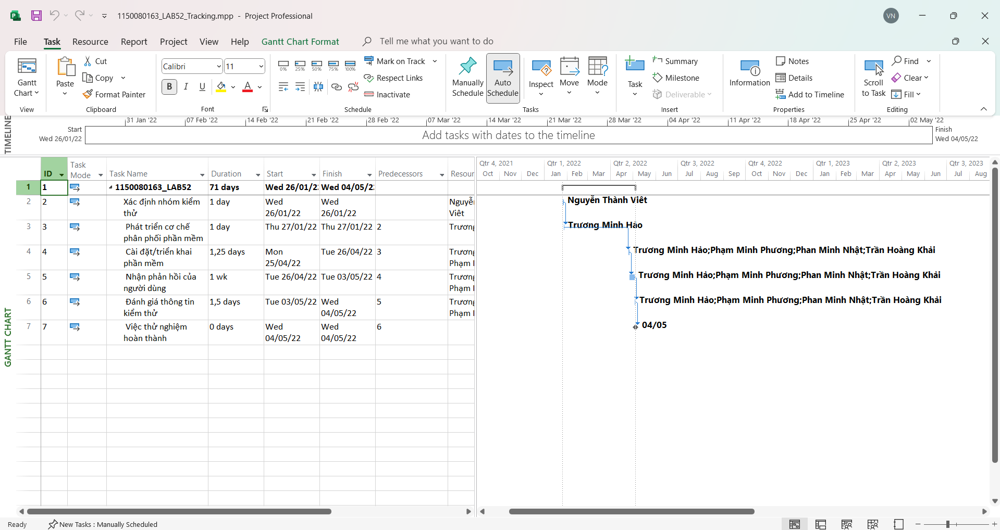 1150080163_LAB52_Tracking.mpp - Project Professional
VN
File Task Resource Report Project View Help Gantt Chart Format Tell me what you want to do
Gantt Chart
View
Paste
Cut
Copy
Format Painter
Clipboard
Calibri 11
B I U A
Font
0% 25% 50% 75% 100%
Mark on Track
Respect Links
Inactivate
Schedule
Manually Schedule
Auto Schedule
Inspect
Move
Mode
Tasks
Task
Summary
Milestone
Deliverable
Insert
Information
Notes
Details
Add to Timeline
Properties
Scroll to Task
Find
Clear
Fill
Editing
TIMELINE
31 Jan '22 07 Feb '22 14 Feb '22 21 Feb '22 28 Feb '22 07 Mar '22 14 Mar '22 21 Mar '22 28 Mar '22 04 Apr '22 11 Apr '22 18 Apr '22 25 Apr '22 02 May '22
Start
Wed 26/01/22
Add tasks with dates to the timeline
Finish
Wed 04/05/22
GANTT CHART
ID Task Mode Task Name Duration Start Finish Predecessors Resour
1 1 1150080163_LAB52 71 days Wed 26/01/2 Wed 04/05/2
2 2 Xác định nhóm kiểm thử 1 day Wed 26/01/22 Wed 26/01/22 Nguyễ Viêt
3 3 Phát triển cơ chế phân phối phần mềm 1 day Thu 27/01/22 Thu 27/01/22 2 Trương
4 4 Cài đặt/triển khai phần mềm 1,25 days Mon 25/04/22 Tue 26/04/22 3 Trương Phạm
5 5 Nhận phản hồi của người dùng 1 wk Tue 26/04/22 Tue 03/05/22 4 Trương Phạm
6 6 Đánh giá thông tin kiểm thử 1,5 days Tue 03/05/22 Wed 04/05/22 5 Trương Phạm
7 7 Việc thử nghiệm hoàn thành 0 days Wed 04/05/22 Wed 04/05/22 6
Qtr 4, 2021 Qtr 1, 2022 Qtr 2, 2022 Qtr 3, 2022 Qtr 4, 2022 Qtr 1, 2023 Qtr 2, 2023 Qtr 3, 2023
Oct Nov Dec Jan Feb Mar Apr May Jun Jul Aug Sep Oct Nov Dec Jan Feb Mar Apr May Jun Jul Aug
Nguyễn Thành Viêt
Trương Minh Hảo
Trương Minh Hảo;Phạm Minh Phương;Phan Minh Nhật;Trần Hoàng Khải
Trương Minh Hảo;Phạm Minh Phương;Phan Minh Nhật;Trần Hoàng Khải
Trương Minh Hảo;Phạm Minh Phương;Phan Minh Nhật;Trần Hoàng Khải
04/05
Ready New Tasks : Manually Scheduled